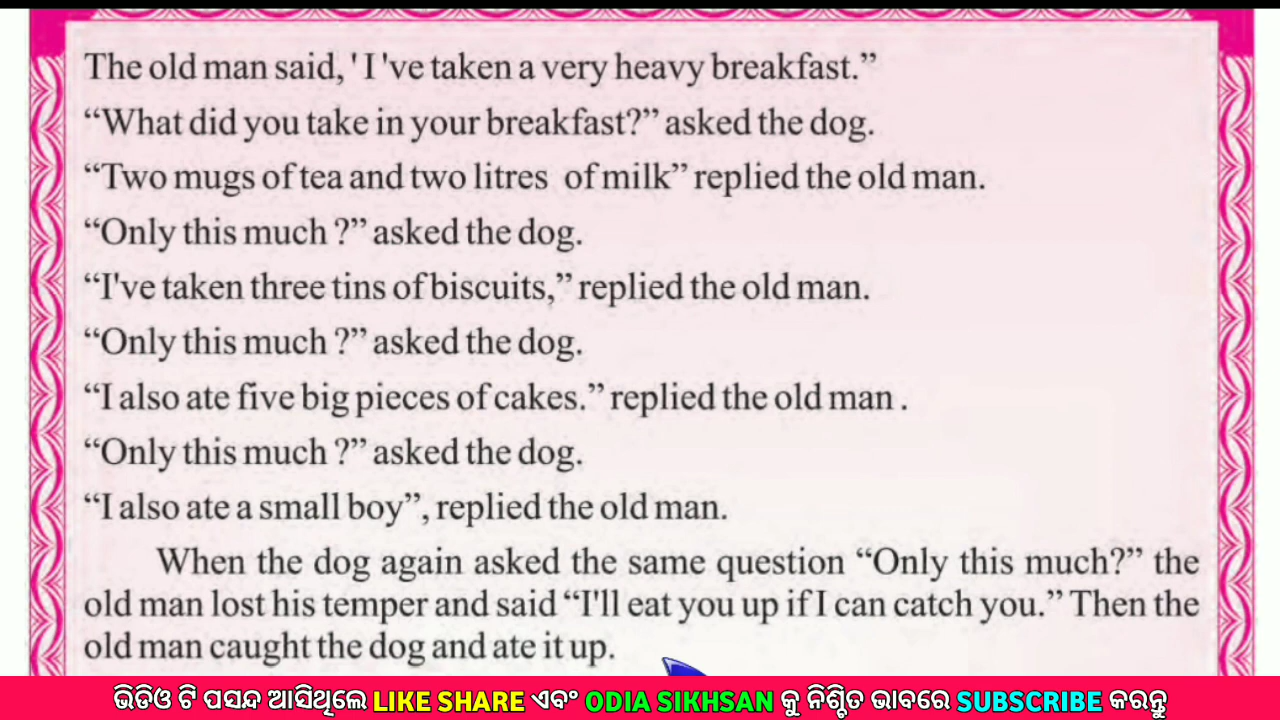 The old man said, ' I 've taken a very heavy breakfast.”
“What did you take in your breakfast?” asked the dog.
“Two mugs of tea and two litres of milk” replied the old man.
“Only this much ?” asked the dog.
“I've taken three tins of biscuits,” replied the old man.
“Only this much ?” asked the dog.
“I also ate five big pieces of cakes.” replied the old man .
“Only this much ?” asked the dog.
“I also ate a small boy”, replied the old man.
When the dog again asked the same question “Only this much?” the
old man lost his temper and said “I'll eat you up if I can catch you.” Then the
old man caught the dog and ate it up.
ଭିଡିଓ ଟି ପସନ୍ଦ ଆସିଥିଲେ LIKE SHARE ଏବଂ ODIA SIKHSAN କୁ ନିଶ୍ଚିତ ଭାବରେ SUBSCRIBE କରନ୍ତୁ